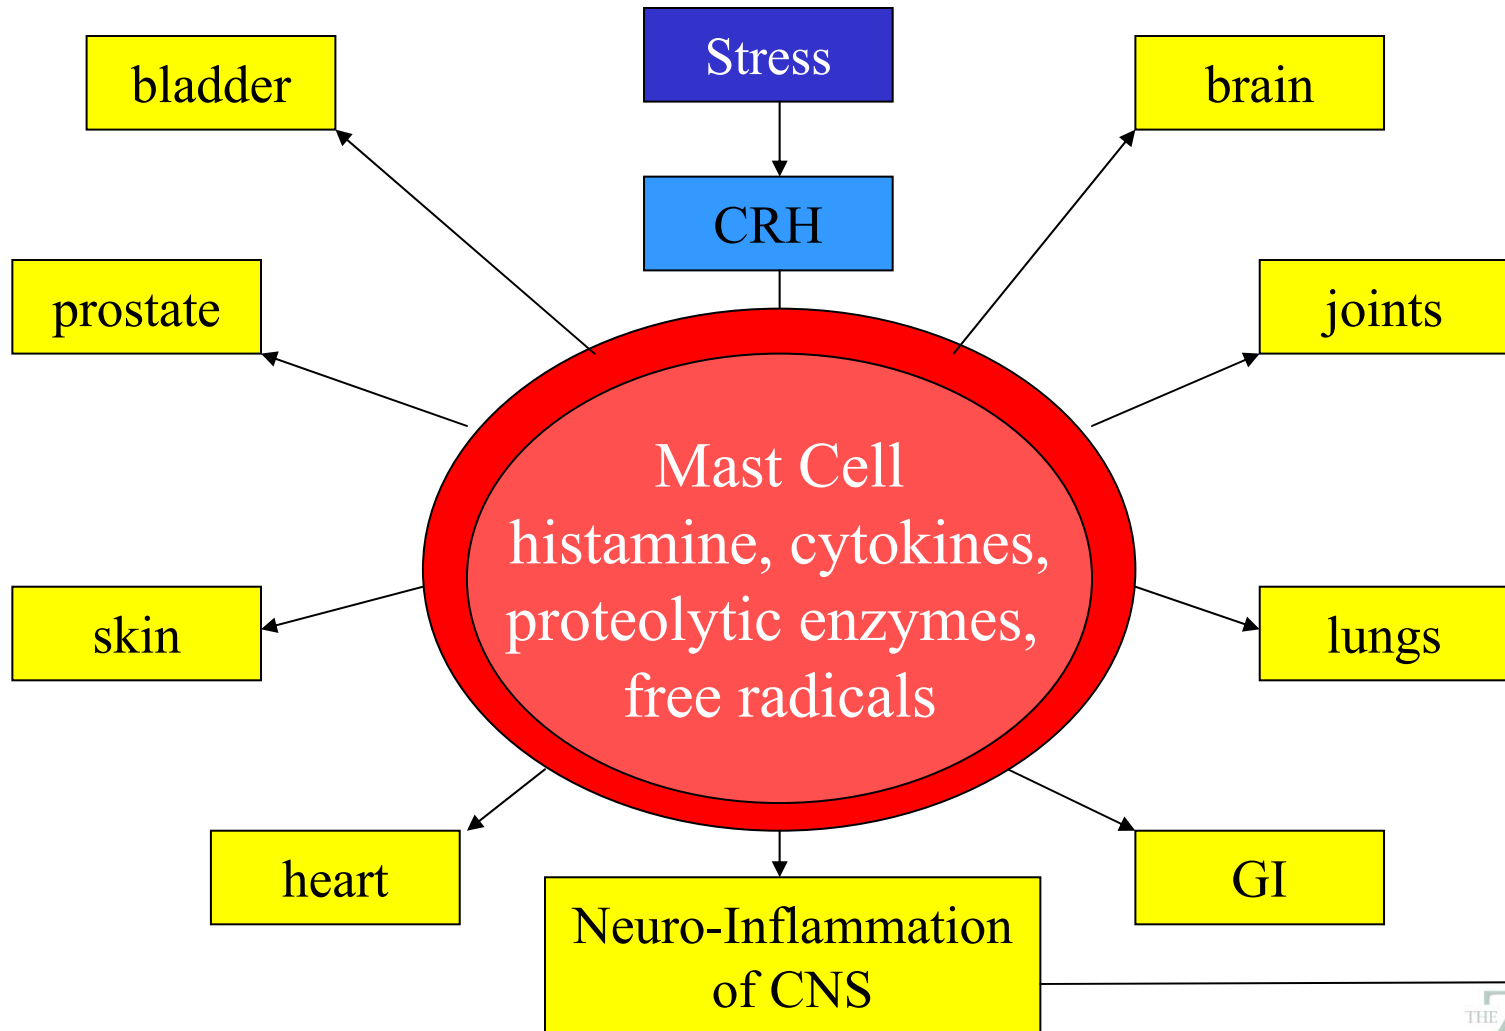 Stress
bladder
brain
CRH
prostate
joints
Mast Cell
histamine, cytokines,
proteolytic enzymes,
free radicals
skin
lungs
heart
GI
Neuro-Inflammation
of CNS
THE